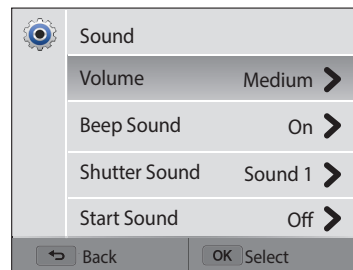 Sound
Volume Medium
Beep Sound On
Shutter Sound Sound 1
Start Sound Off
Back OK Select